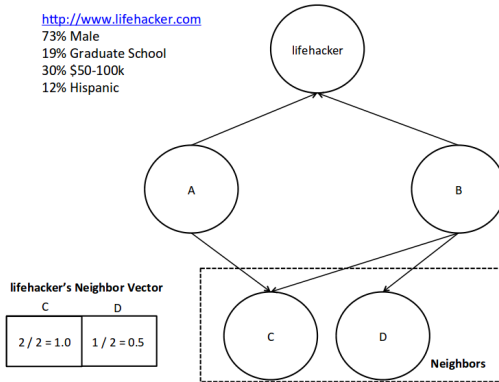 http://www.lifehacker.com
73% Male
19% Graduate School
30% $50-100k
12% Hispanic
lifehacker
A
B
lifehacker's Neighbor Vector
C D
2 / 2 = 1.0 1 / 2 = 0.5
C
D
Neighbors